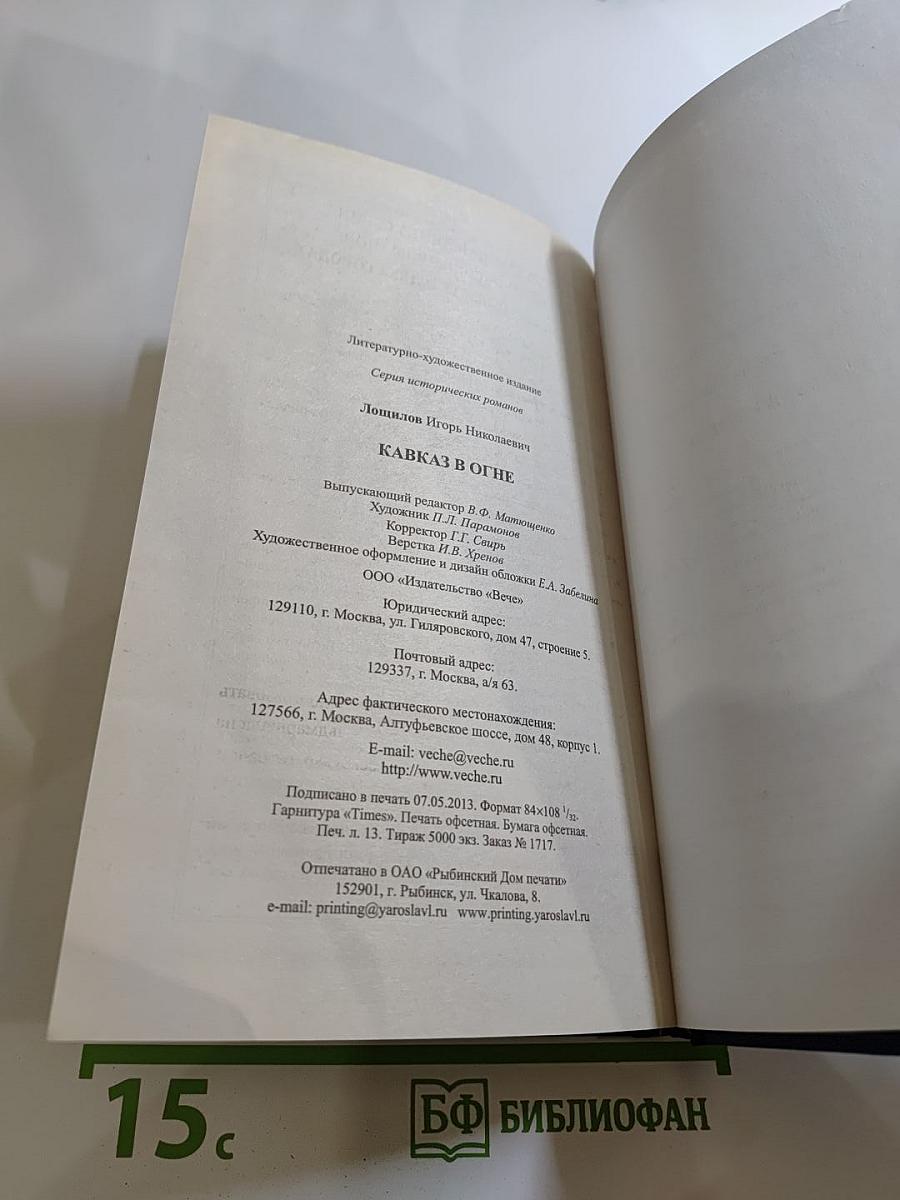 Литературно-художественное издание
Серия исторических романов
Лощилов Игорь Николаевич
КАВКАЗ В ОГНЕ
Выпускающий редактор В.Ф. Матющенко
Художник П.Л. Парамонов
Корректор Г.Г. Свирь
Верстка И.В. Хренов
Художественное оформление и дизайн обложки Е.А. Забелина
ООО «Издательство «Вече»
Юридический адрес:
129110, г. Москва, ул. Гиляровского, дом 47, строение 5.
Почтовый адрес:
129337, г. Москва, а/я 63.
Адрес фактического местонахождения:
127566, г. Москва, Алтуфьевское шоссе, дом 48, корпус 1.
E-mail: veche@veche.ru
http://www.veche.ru
Подписано в печать 07.05.2013. Формат 84×108 1/32.
Гарнитура «Times». Печать офсетная. Бумага офсетная.
Печ. л. 13. Тираж 5000 экз. Заказ № 1717.
Отпечатано в ОАО «Рыбинский Дом печати»
152901, г. Рыбинск, ул. Чкалова, 8.
e-mail: printing@yaroslavl.ru www.printing.yaroslavl.ru
15 с
БФ БИБЛИОФАН